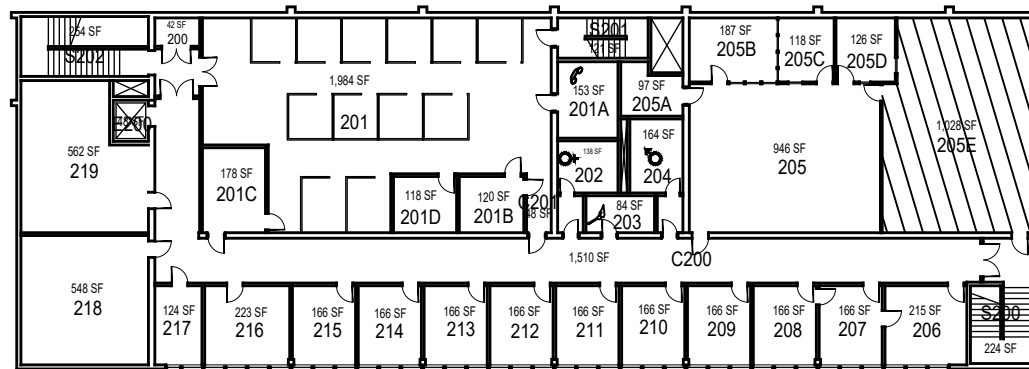 254 SF
S202
42 SF
200
1,984 SF
201
S201
121 SF
187 SF
205B
118 SF
205C
126 SF
205D
153 SF
201A
97 SF
205A
1,028 SF
205E
E200
562 SF
219
138 SF
202
164 SF
204
946 SF
205
178 SF
201C
118 SF
201D
120 SF
201B
C201
84 SF
203
1,510 SF
C200
548 SF
218
124 SF
217
223 SF
216
166 SF
215
166 SF
214
166 SF
213
166 SF
212
166 SF
211
166 SF
210
166 SF
209
166 SF
208
166 SF
207
215 SF
206
S200
224 SF